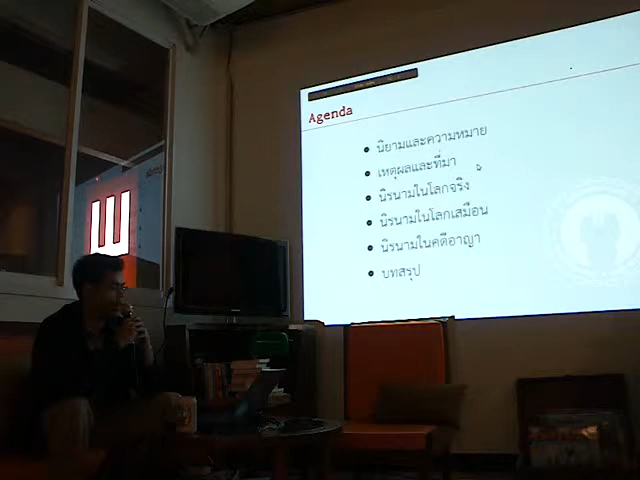 Agenda
นิยามและความหมาย
เหตุผลและที่มา
นิรนามในโลกจริง
นิรนามในโลกเสมือน
นิรนามในคดีอาญา
บทสรุป